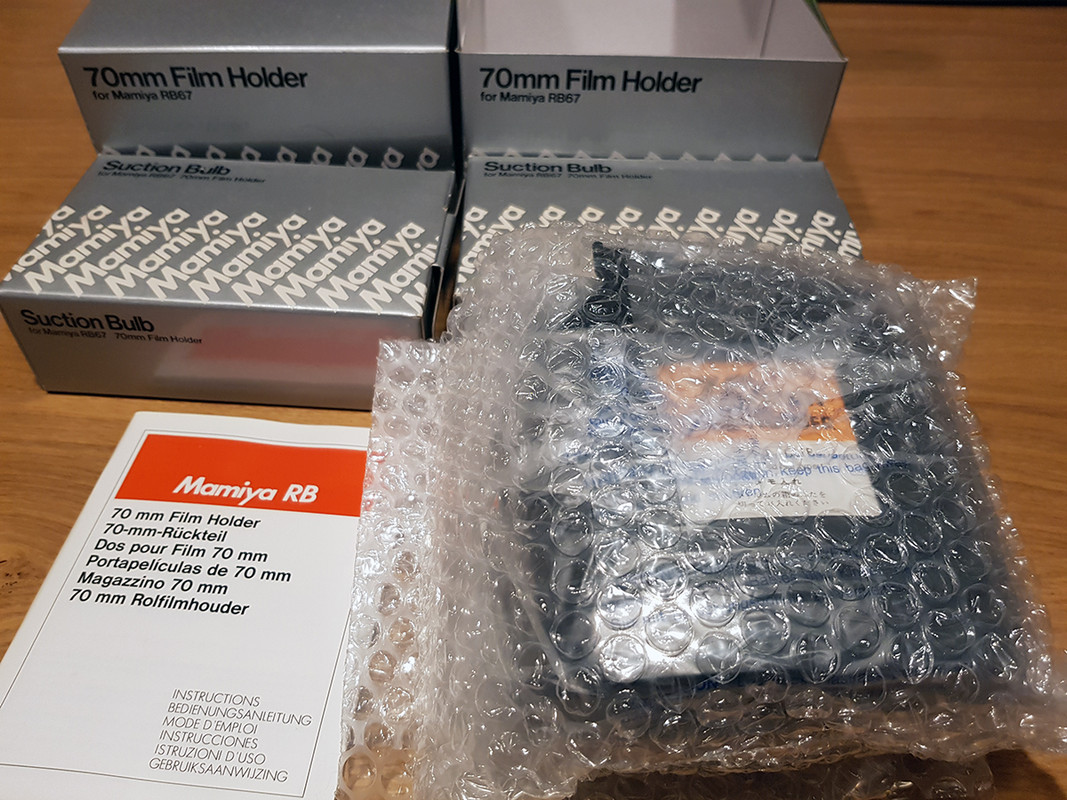 70mm Film Holder
for Mamiya RB67
70mm Film Holder
for Mamiya RB67
Suction Bulb
for Mamiya RB67 70mm Film Holder
Mamiya Mamiya Mamiya Mamiya Mamiya Mamiya Mamiya Mamiya
Suction Bulb
for Mamiya RB67 70mm Film Holder
Suction Bulb
for Mamiya RB67 70mm Film Holder
Mamiya RB
70 mm Film Holder
70-mm-Rückteil
Dos pour Film 70 mm
Portapelículas de 70 mm
Magazzino 70 mm
70 mm Rolfilmhouder
INSTRUCTIONS
BEDIENUNGSANLEITUNG
MODE D'EMPLOI
INSTRUCCIONES
ISTRUZIONI D'USO
GEBRUIKSAANWIJZING
keep this bag